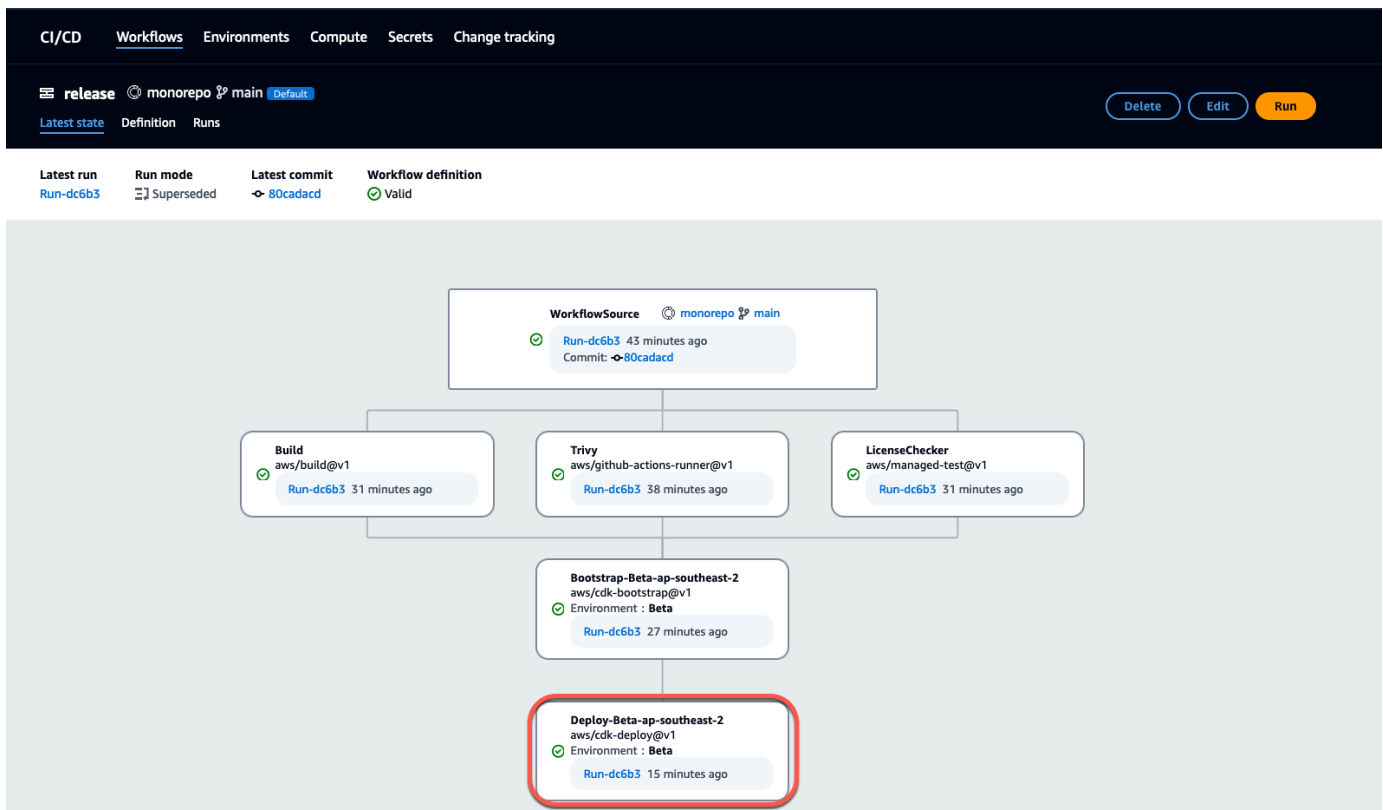 CI/CD Workflows Environments Compute Secrets Change tracking
release monorepo main Default
Delete Edit Run
Latest state Definition Runs
Latest run Run mode Latest commit Workflow definition
Run-dc6b3 Superseded 80cadacd Valid
WorkflowSource monorepo main
Run-dc6b3 43 minutes ago
Commit: 80cadacd
Build
aws/build@v1
Run-dc6b3 31 minutes ago
Trivy
aws/github-actions-runner@v1
Run-dc6b3 38 minutes ago
LicenseChecker
aws/managed-test@v1
Run-dc6b3 31 minutes ago
Bootstrap-Beta-ap-southeast-2
aws/cdk-bootstrap@v1
Environment : Beta
Run-dc6b3 27 minutes ago
Deploy-Beta-ap-southeast-2
aws/cdk-deploy@v1
Environment : Beta
Run-dc6b3 15 minutes ago